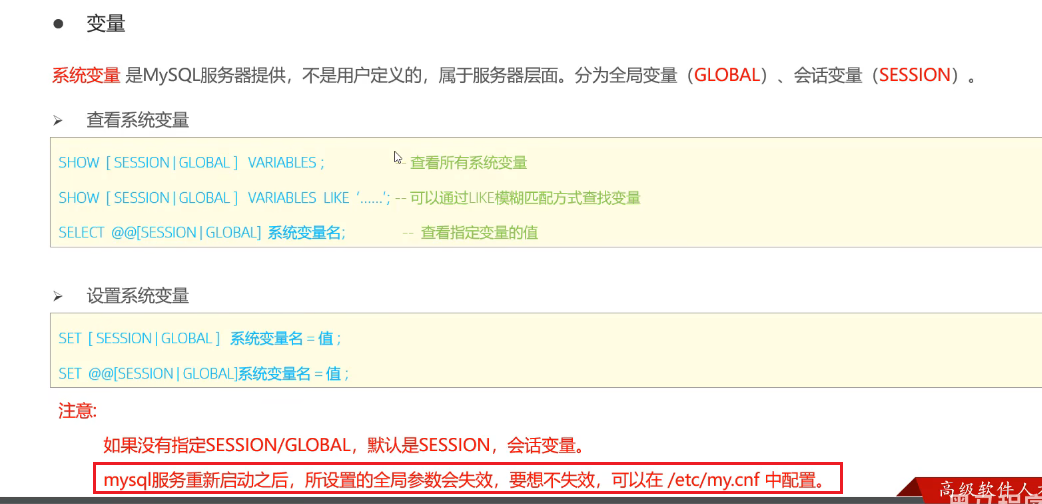 ● 变量
系统变量 是MySQL服务器提供，不是用户定义的，属于服务器层面。分为全局变量（GLOBAL）、会话变量（SESSION）。
➢ 查看系统变量
SHOW [ SESSION | GLOBAL ] VARIABLES ; -- 查看所有系统变量
SHOW [ SESSION | GLOBAL ] VARIABLES LIKE '……'; -- 可以通过LIKE模糊匹配方式查找变量
SELECT @@[SESSION | GLOBAL] 系统变量名; -- 查看指定变量的值
➢ 设置系统变量
SET [ SESSION | GLOBAL ] 系统变量名 = 值 ;
SET @@[SESSION | GLOBAL]系统变量名 = 值 ;
注意:
如果没有指定SESSION/GLOBAL，默认是SESSION，会话变量。
mysql服务重新启动之后，所设置的全局参数会失效，要想不失效，可以在 /etc/my.cnf 中配置。
高级软件人